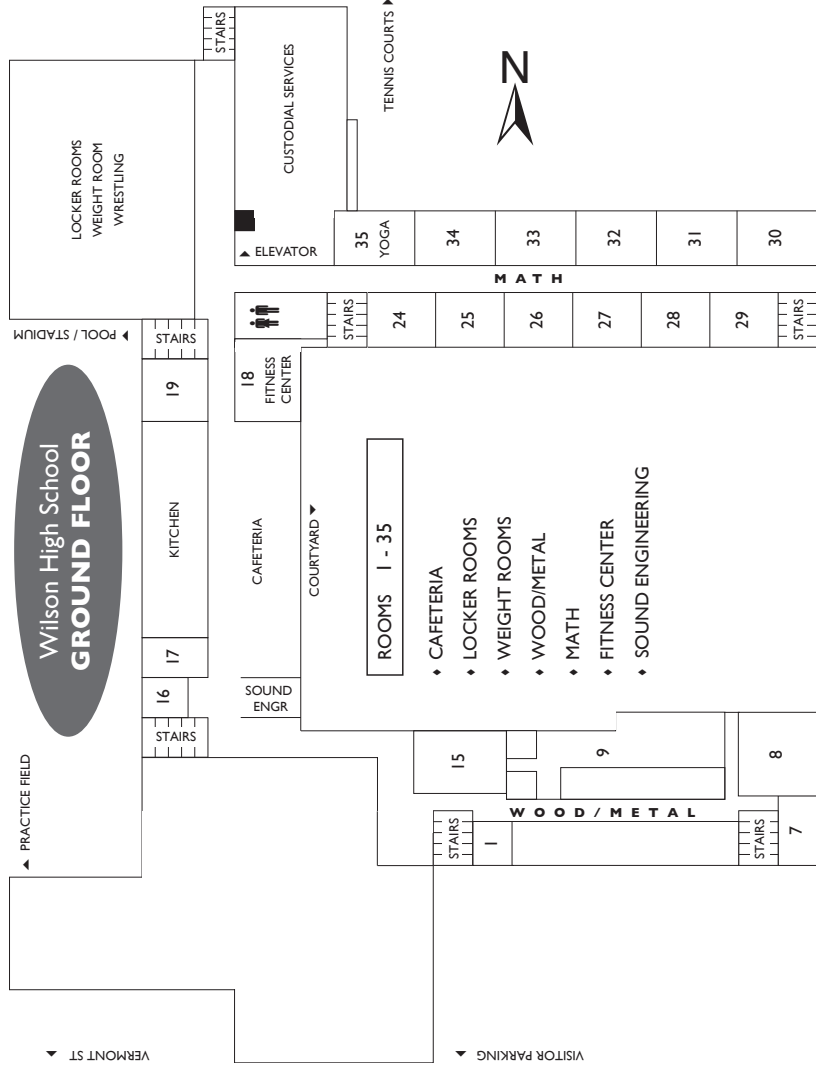 Wilson High School
GROUND FLOOR
PRACTICE FIELD
POOL / STADIUM
VERMONT ST
VISITOR PARKING
TENNIS COURTS
N
LOCKER ROOMS
WEIGHT ROOM
WRESTLING
STAIRS
CUSTODIAL SERVICES
ELEVATOR
STAIRS
19
KITCHEN
17
16
STAIRS
18
FITNESS
CENTER
CAFETERIA
SOUND
ENGR
COURTYARD
35
YOGA
34
33
32
31
30
MATH
STAIRS
24
25
26
27
28
29
STAIRS
ROOMS 1 - 35
CAFETERIA
LOCKER ROOMS
WEIGHT ROOMS
WOOD/METAL
MATH
FITNESS CENTER
SOUND ENGINEERING
15
9
8
WOOD/METAL
STAIRS
1
STAIRS
7